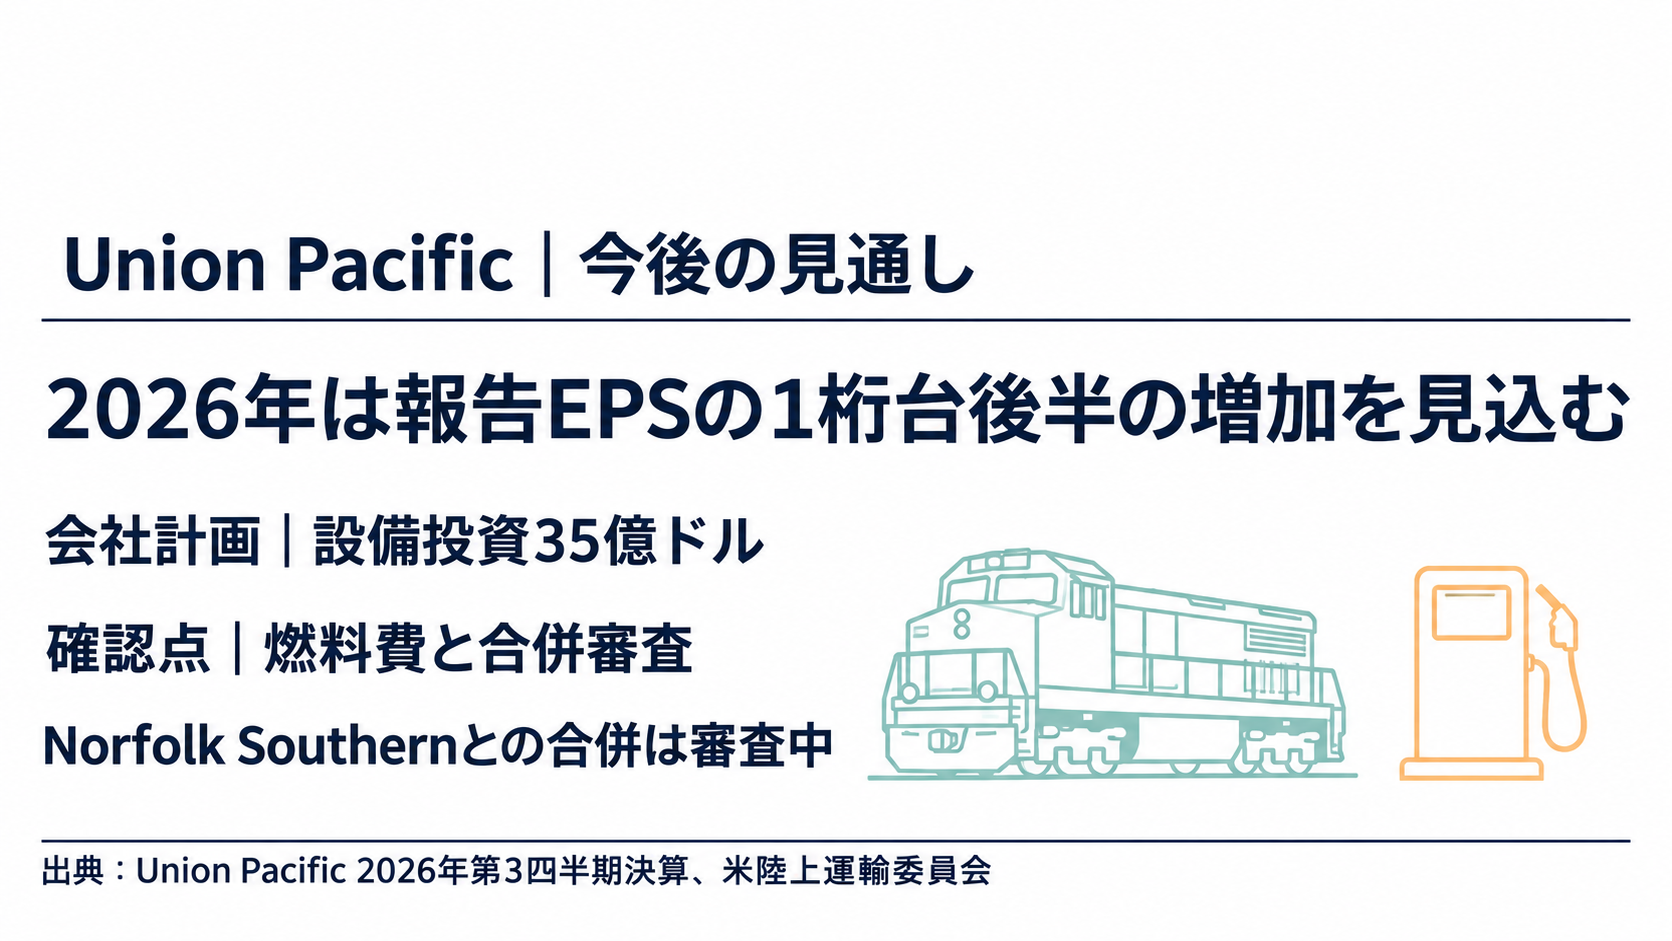 Union Pacific｜今後の見通し
2026年は報告EPSの1桁台後半の増加を見込む
会社計画｜設備投資35億ドル
確認点｜燃料費と合併審査
Norfolk Southernとの合併は審査中
出典：Union Pacific 2026年第3四半期決算、米陸上運輸委員会